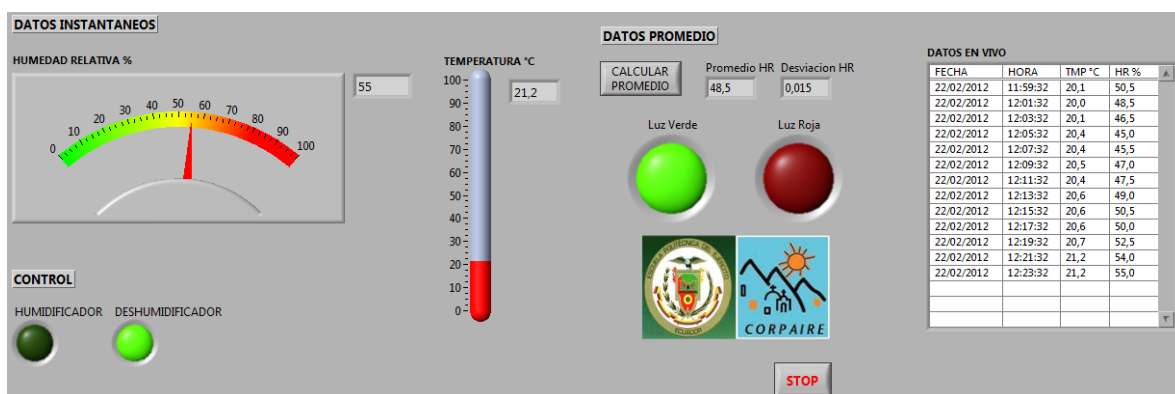 DATOS INSTANTANEOS
HUMEDAD RELATIVA %
0 10 20 30 40 50 60 70 80 90 100
55
TEMPERATURA °C
100
90
80
70
60
50
40
30
20
10
0
21,2
CONTROL
HUMIDIFICADOR DESHUMIDIFICADOR
DATOS PROMEDIO
CALCULAR
PROMEDIO
Promedio HR Desviacion HR
48,5 0,015
Luz Verde Luz Roja
ESCUELA POLITECNICA DEL EJERCITO
ECUADOR
CORPAIRE
STOP
DATOS EN VIVO
FECHA HORA TMP °C HR %
22/02/2012 11:59:32 20,1 50,5
22/02/2012 12:01:32 20,0 48,5
22/02/2012 12:03:32 20,1 46,5
22/02/2012 12:05:32 20,4 45,0
22/02/2012 12:07:32 20,4 45,5
22/02/2012 12:09:32 20,5 47,0
22/02/2012 12:11:32 20,4 47,5
22/02/2012 12:13:32 20,6 49,0
22/02/2012 12:15:32 20,6 50,5
22/02/2012 12:17:32 20,6 50,0
22/02/2012 12:19:32 20,7 52,5
22/02/2012 12:21:32 21,2 54,0
22/02/2012 12:23:32 21,2 55,0